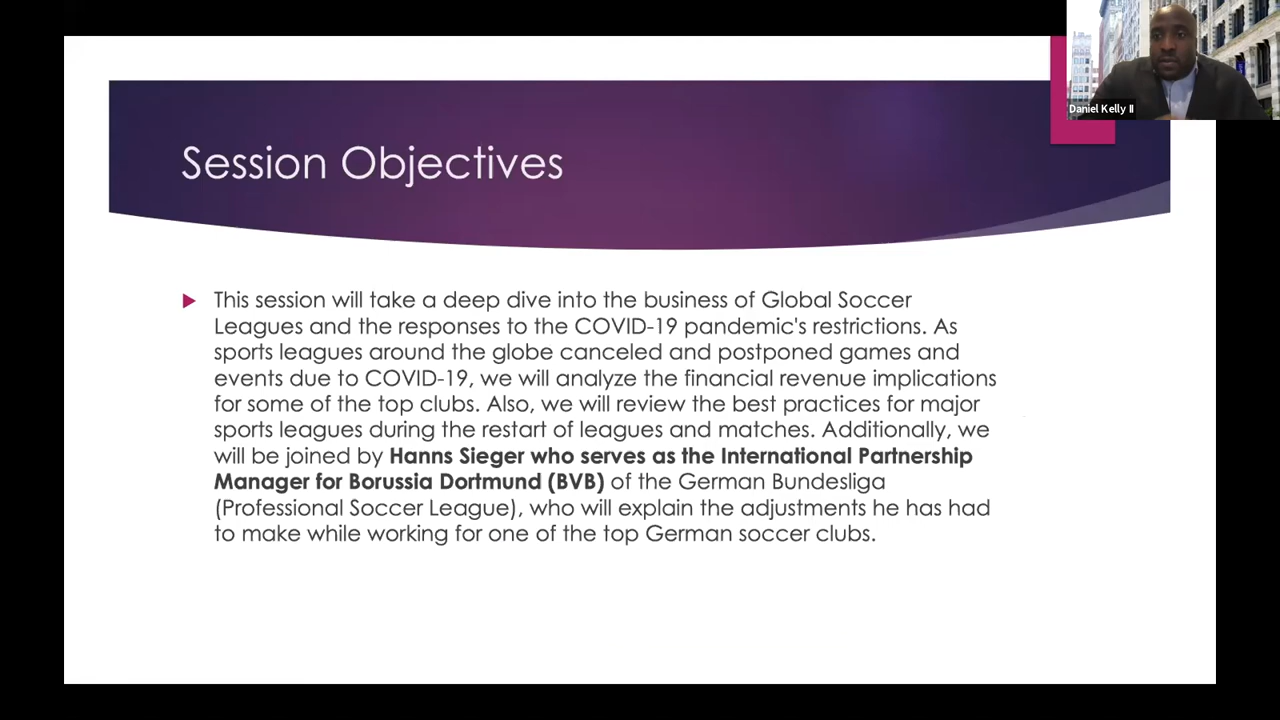 Daniel Kelly II
Session Objectives
This session will take a deep dive into the business of Global Soccer
Leagues and the responses to the COVID-19 pandemic's restrictions. As
sports leagues around the globe canceled and postponed games and
events due to COVID-19, we will analyze the financial revenue implications
for some of the top clubs. Also, we will review the best practices for major
sports leagues during the restart of leagues and matches. Additionally, we
will be joined by Hanns Sieger who serves as the International Partnership
Manager for Borussia Dortmund (BVB) of the German Bundesliga
(Professional Soccer League), who will explain the adjustments he has had
to make while working for one of the top German soccer clubs.